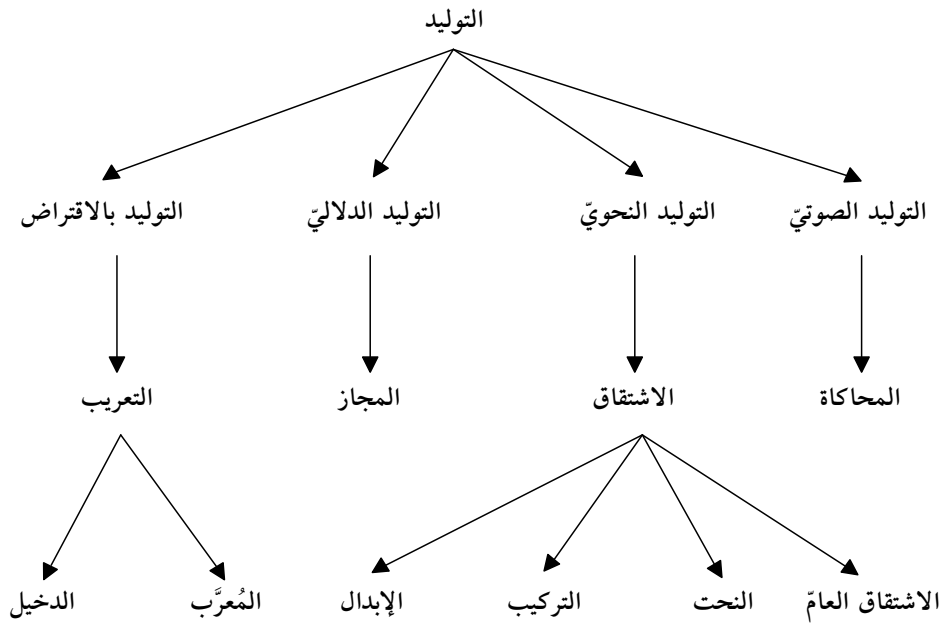 التوليد
التوليد الصوتيّ التوليد النحويّ التوليد الدلاليّ التوليد بالاقتراض
المحاكاة الاشتقاق المجاز التعريب
الاشتقاق العامّ النحت التركيب الإبدال المُعرَّب الدخيل